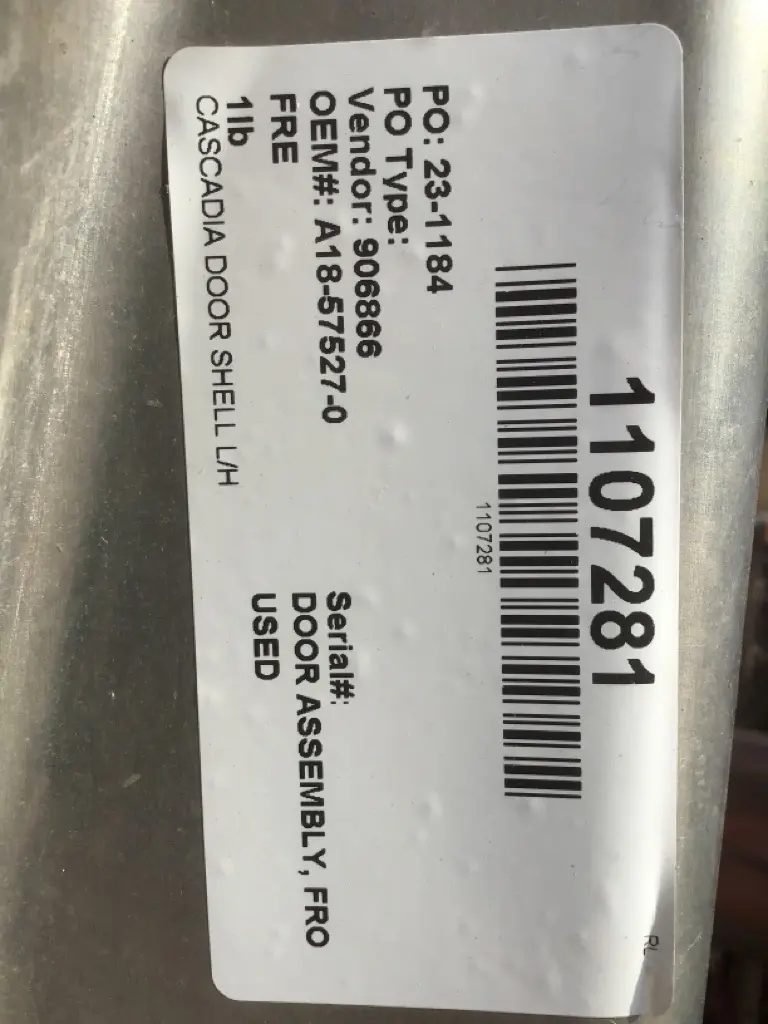 1107281
1107281
PO: 23-1184
PO Type:
Vendor: 906866
OEM#: A18-57527-0
FRE
Serial#:
DOOR ASSEMBLY, FRO
USED
1lb
CASCADIA DOOR SHELL L/H
RL